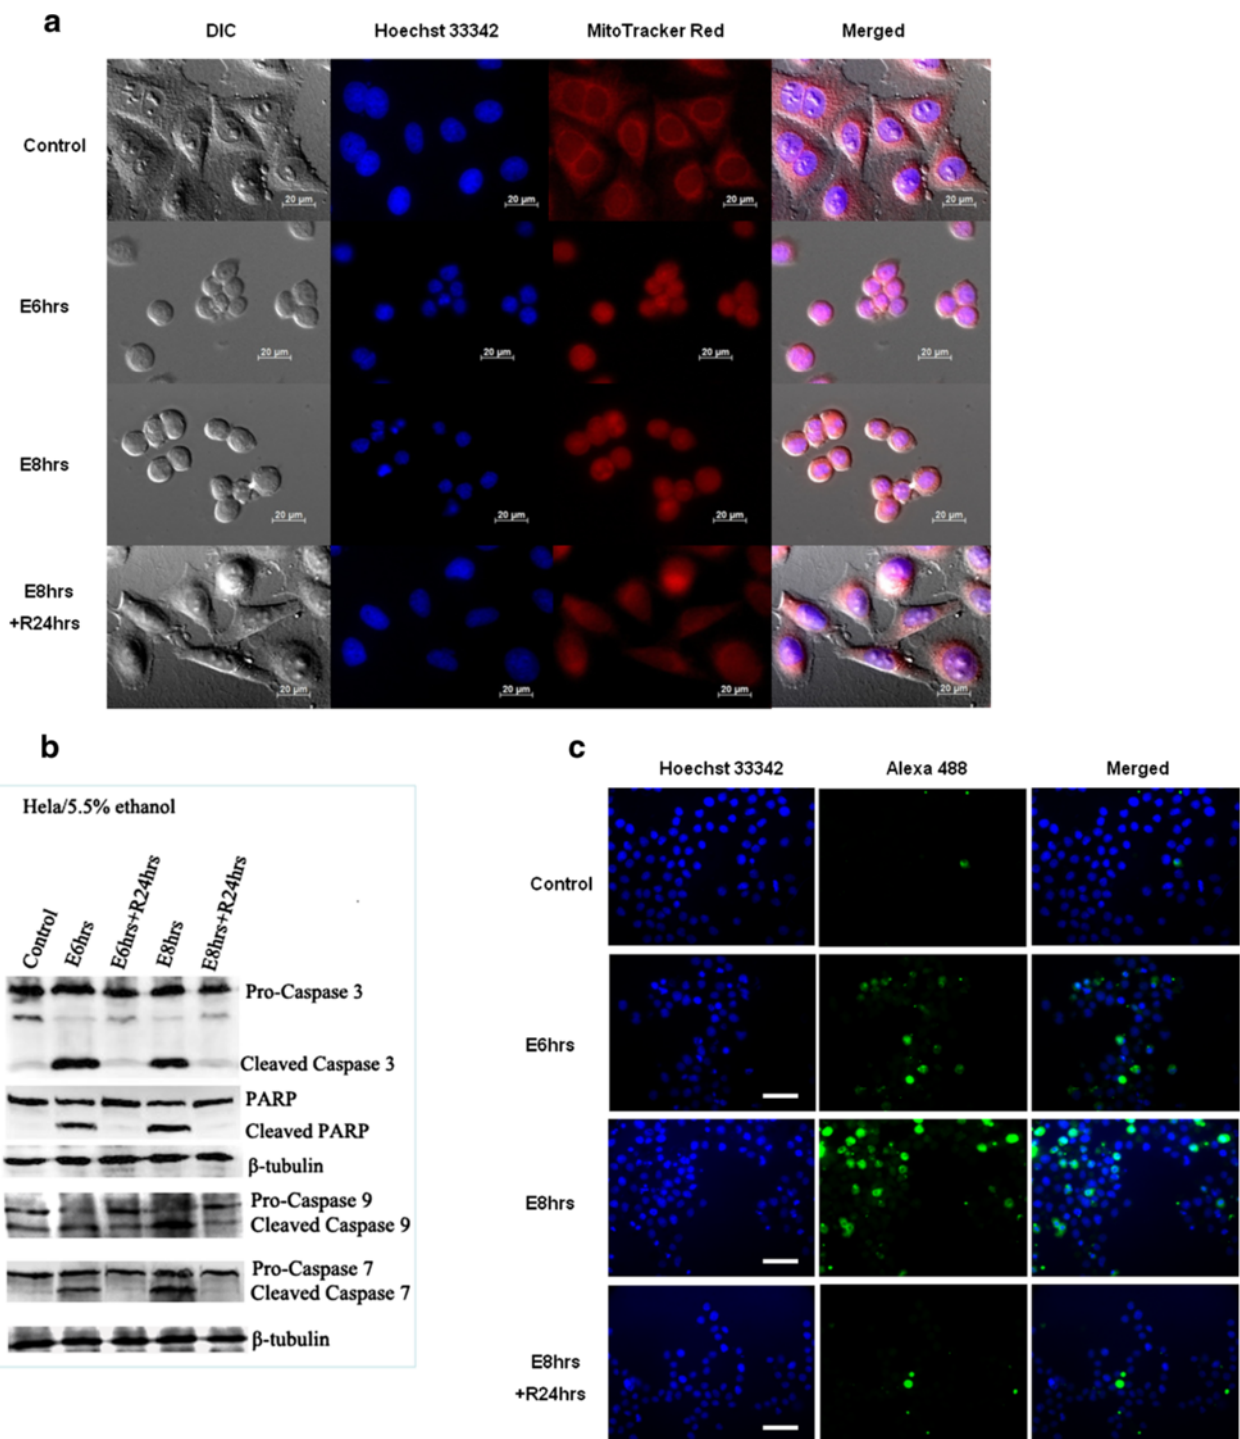 a
DIC Hoechst 33342 MitoTracker Red Merged
Control
20 µm 20 µm 20 µm 20 µm
E6hrs
20 µm 20 µm 20 µm 20 µm
E8hrs
20 µm 20 µm 20 µm 20 µm
E8hrs
+R24hrs
20 µm 20 µm 20 µm 20 µm
b
Hela/5.5% ethanol
Control E6hrs E6hrs+R24hrs E8hrs E8hrs+R24hrs
Pro-Caspase 3
Cleaved Caspase 3
PARP
Cleaved PARP
β-tubulin
Pro-Caspase 9
Cleaved Caspase 9
Pro-Caspase 7
Cleaved Caspase 7
β-tubulin
c
Hoechst 33342 Alexa 488 Merged
Control
E6hrs
E8hrs
E8hrs
+R24hrs